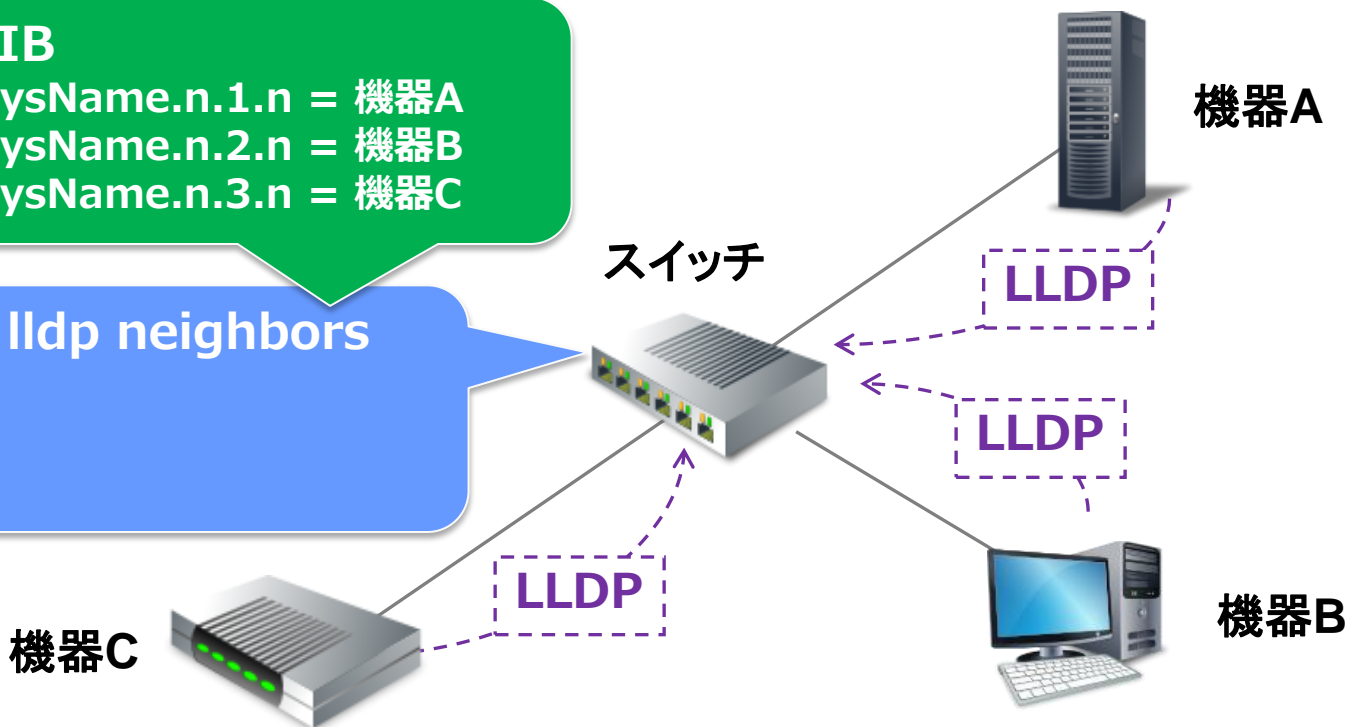 IB
ysName.n.1.n = 機器A
ysName.n.2.n = 機器B
ysName.n.3.n = 機器C
機器A
スイッチ
LLDP
lldp neighbors
LLDP
LLDP
機器B
機器C